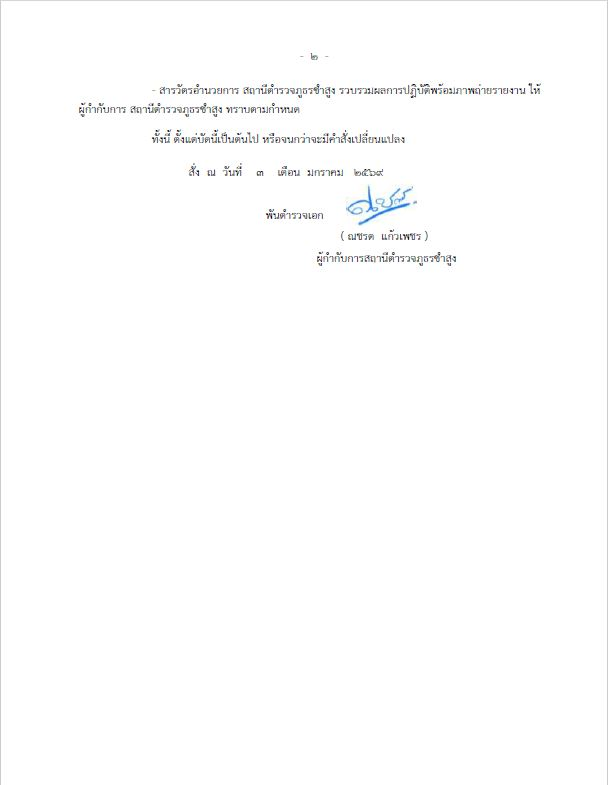 - ๒ -
- สารวัตรอำนวยการ สถานีตำรวจภูธรซำสูง รวบรวมผลการปฏิบัติพร้อมภาพถ่ายรายงาน ให้
ผู้กำกับการ สถานีตำรวจภูธรซำสูง ทราบตามกำหนด
ทั้งนี้ ตั้งแต่บัดนี้เป็นต้นไป หรือจนกว่าจะมีคำสั่งเปลี่ยนแปลง
สั่ง ณ วันที่ ๓ เดือน มกราคม ๒๕๖๙
พันตำรวจเอก
( ณชรต แก้วเพชร )
ผู้กำกับการสถานีตำรวจภูธรซำสูง